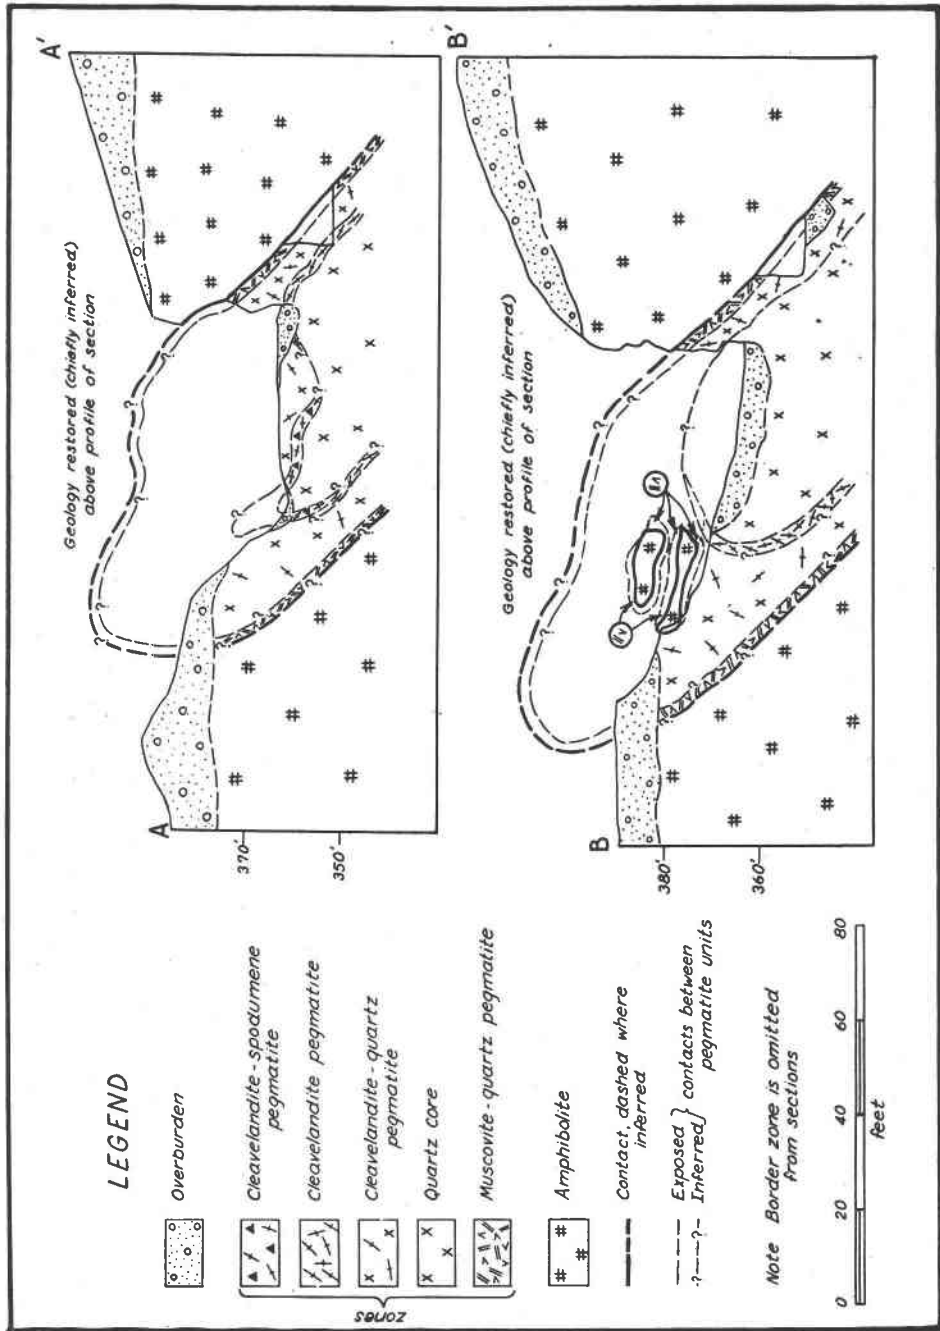 LEGEND
Overburden
Cleavelandite-spodumene
pegmatite
Cleavelandite pegmatite
Cleavelandite-quartz
pegmatite
Quartz core
Muscovite-quartz pegmatite
zones
Amphibolite
Contact, dashed where
inferred
Exposed } contacts between
-?---?- Inferred } pegmatite units
Note Border zone is omitted
from sections
0 20 40 60 80
feet
A A'
Geology restored (chiefly inferred)
above profile of section
370'
350'
B B'
Geology restored (chiefly inferred)
above profile of section
380'
360'